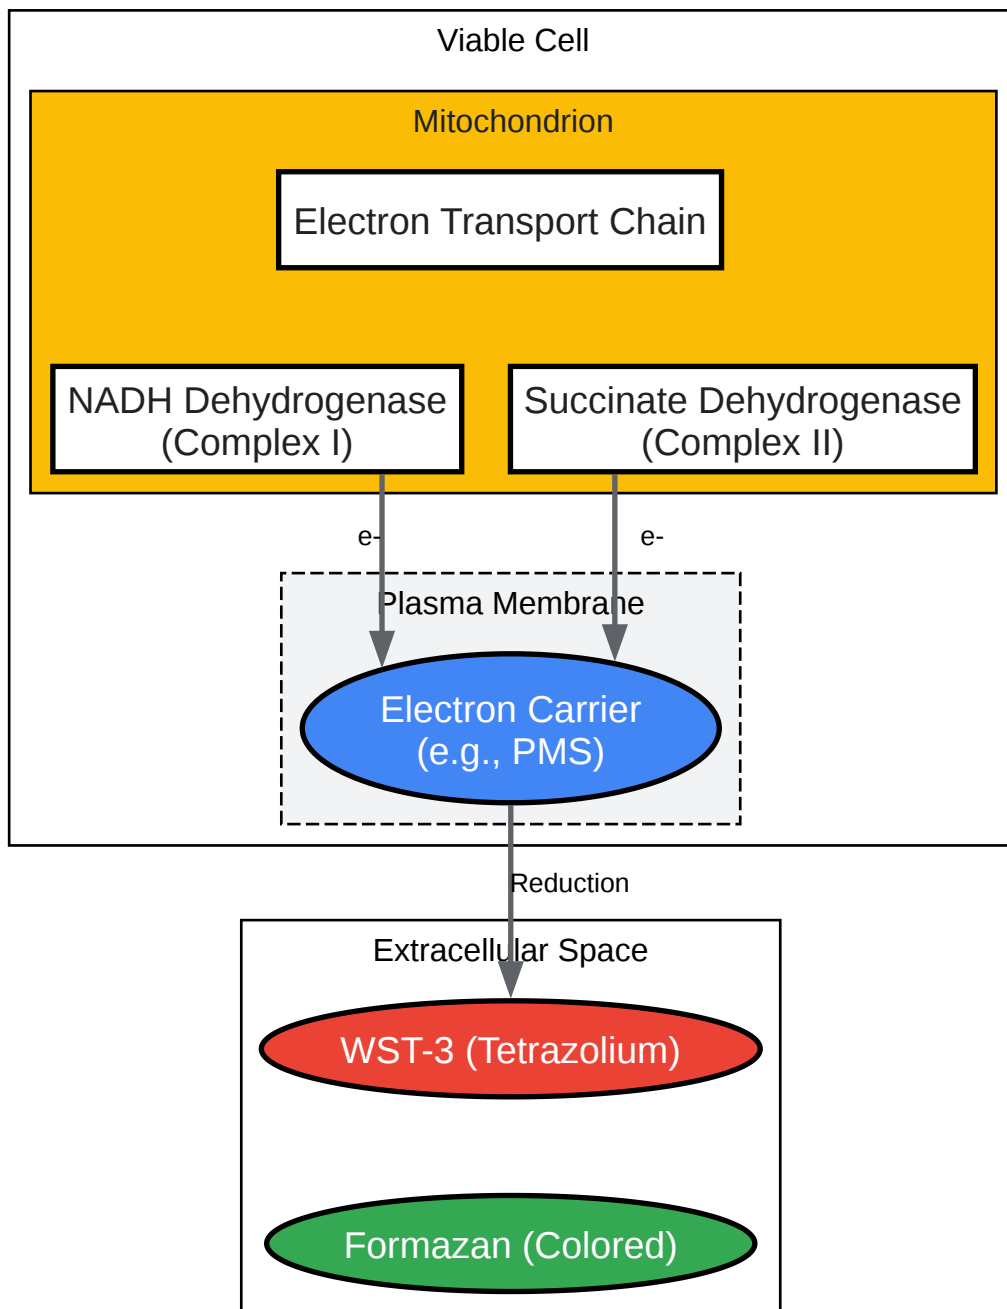 Viable Cell
Mitochondrion
Electron Transport Chain
NADH Dehydrogenase
(Complex I)
Succinate Dehydrogenase
(Complex II)
e-
e-
Plasma Membrane
Electron Carrier
(e.g., PMS)
Reduction
Extracellular Space
WST-3 (Tetrazolium)
Formazan (Colored)